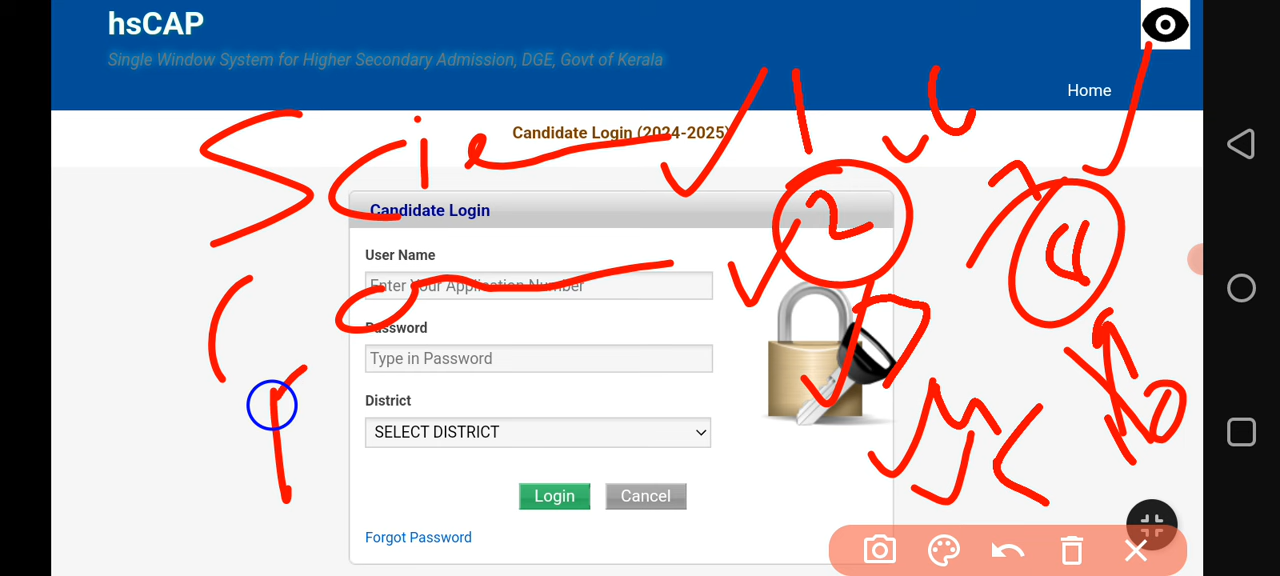 hsCAP
Single Window System for Higher Secondary Admission, DGE, Govt of Kerala
Home
Candidate Login (2024-2025)
Scie
Candidate Login
2
User Name
Enter Your Application Number
Password
Type in Password
District
SELECT DISTRICT
Login Cancel
Forgot Password